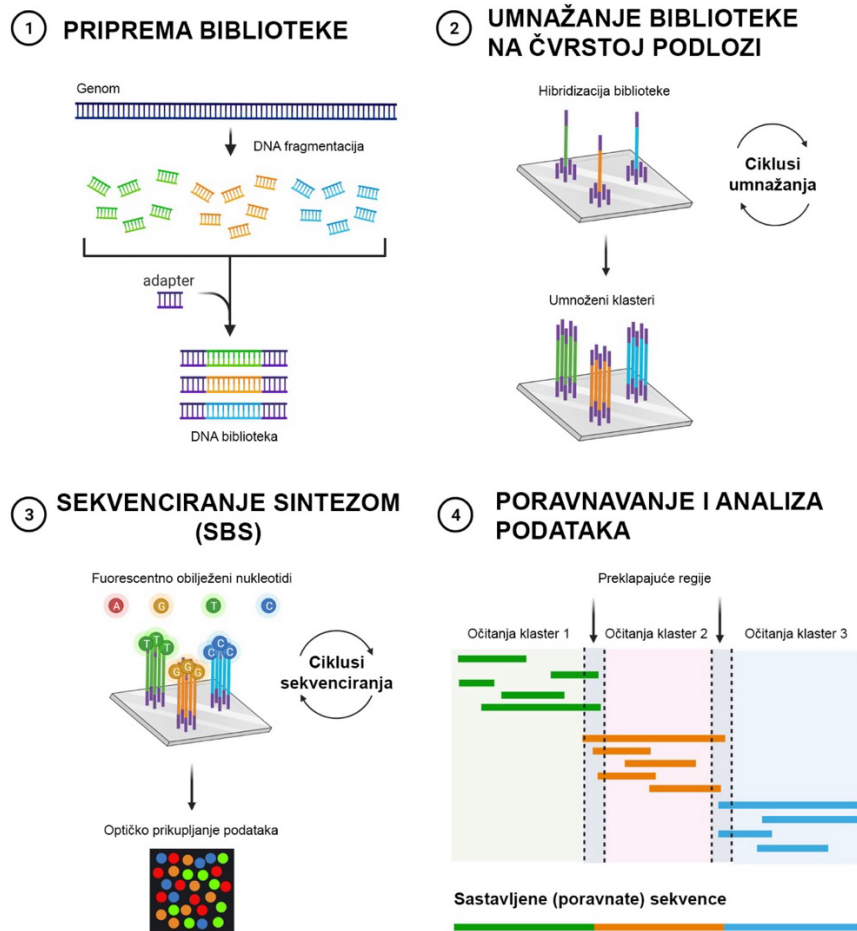 1 PRIPREMA BIBLIOTEKE
Genom
DNA fragmentacija
adapter
DNA biblioteka
2 UMNAŽANJE BIBLIOTEKE
NA ČVRSTOJ PODLOZI
Hibridizacija biblioteke
Ciklusi
umnažanja
Umnoženi klasteri
3 SEKVENCIRANJE SINTEZOM
(SBS)
Fuorescentno obilježeni nukleotidi
A G T C
T T T
G G G
C C C
Ciklusi
sekvenciranja
Optičko prikupljanje podataka
4 PORAVNAVANJE I ANALIZA
PODATAKA
Preklapajuće regije
Očitanja klaster 1 Očitanja klaster 2 Očitanja klaster 3
Sastavljene (poravnate) sekvence